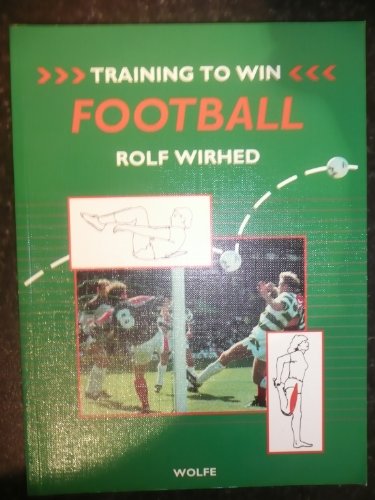 >>> TRAINING TO WIN <<<
FOOTBALL
ROLF WIRHED
8
WOLFE